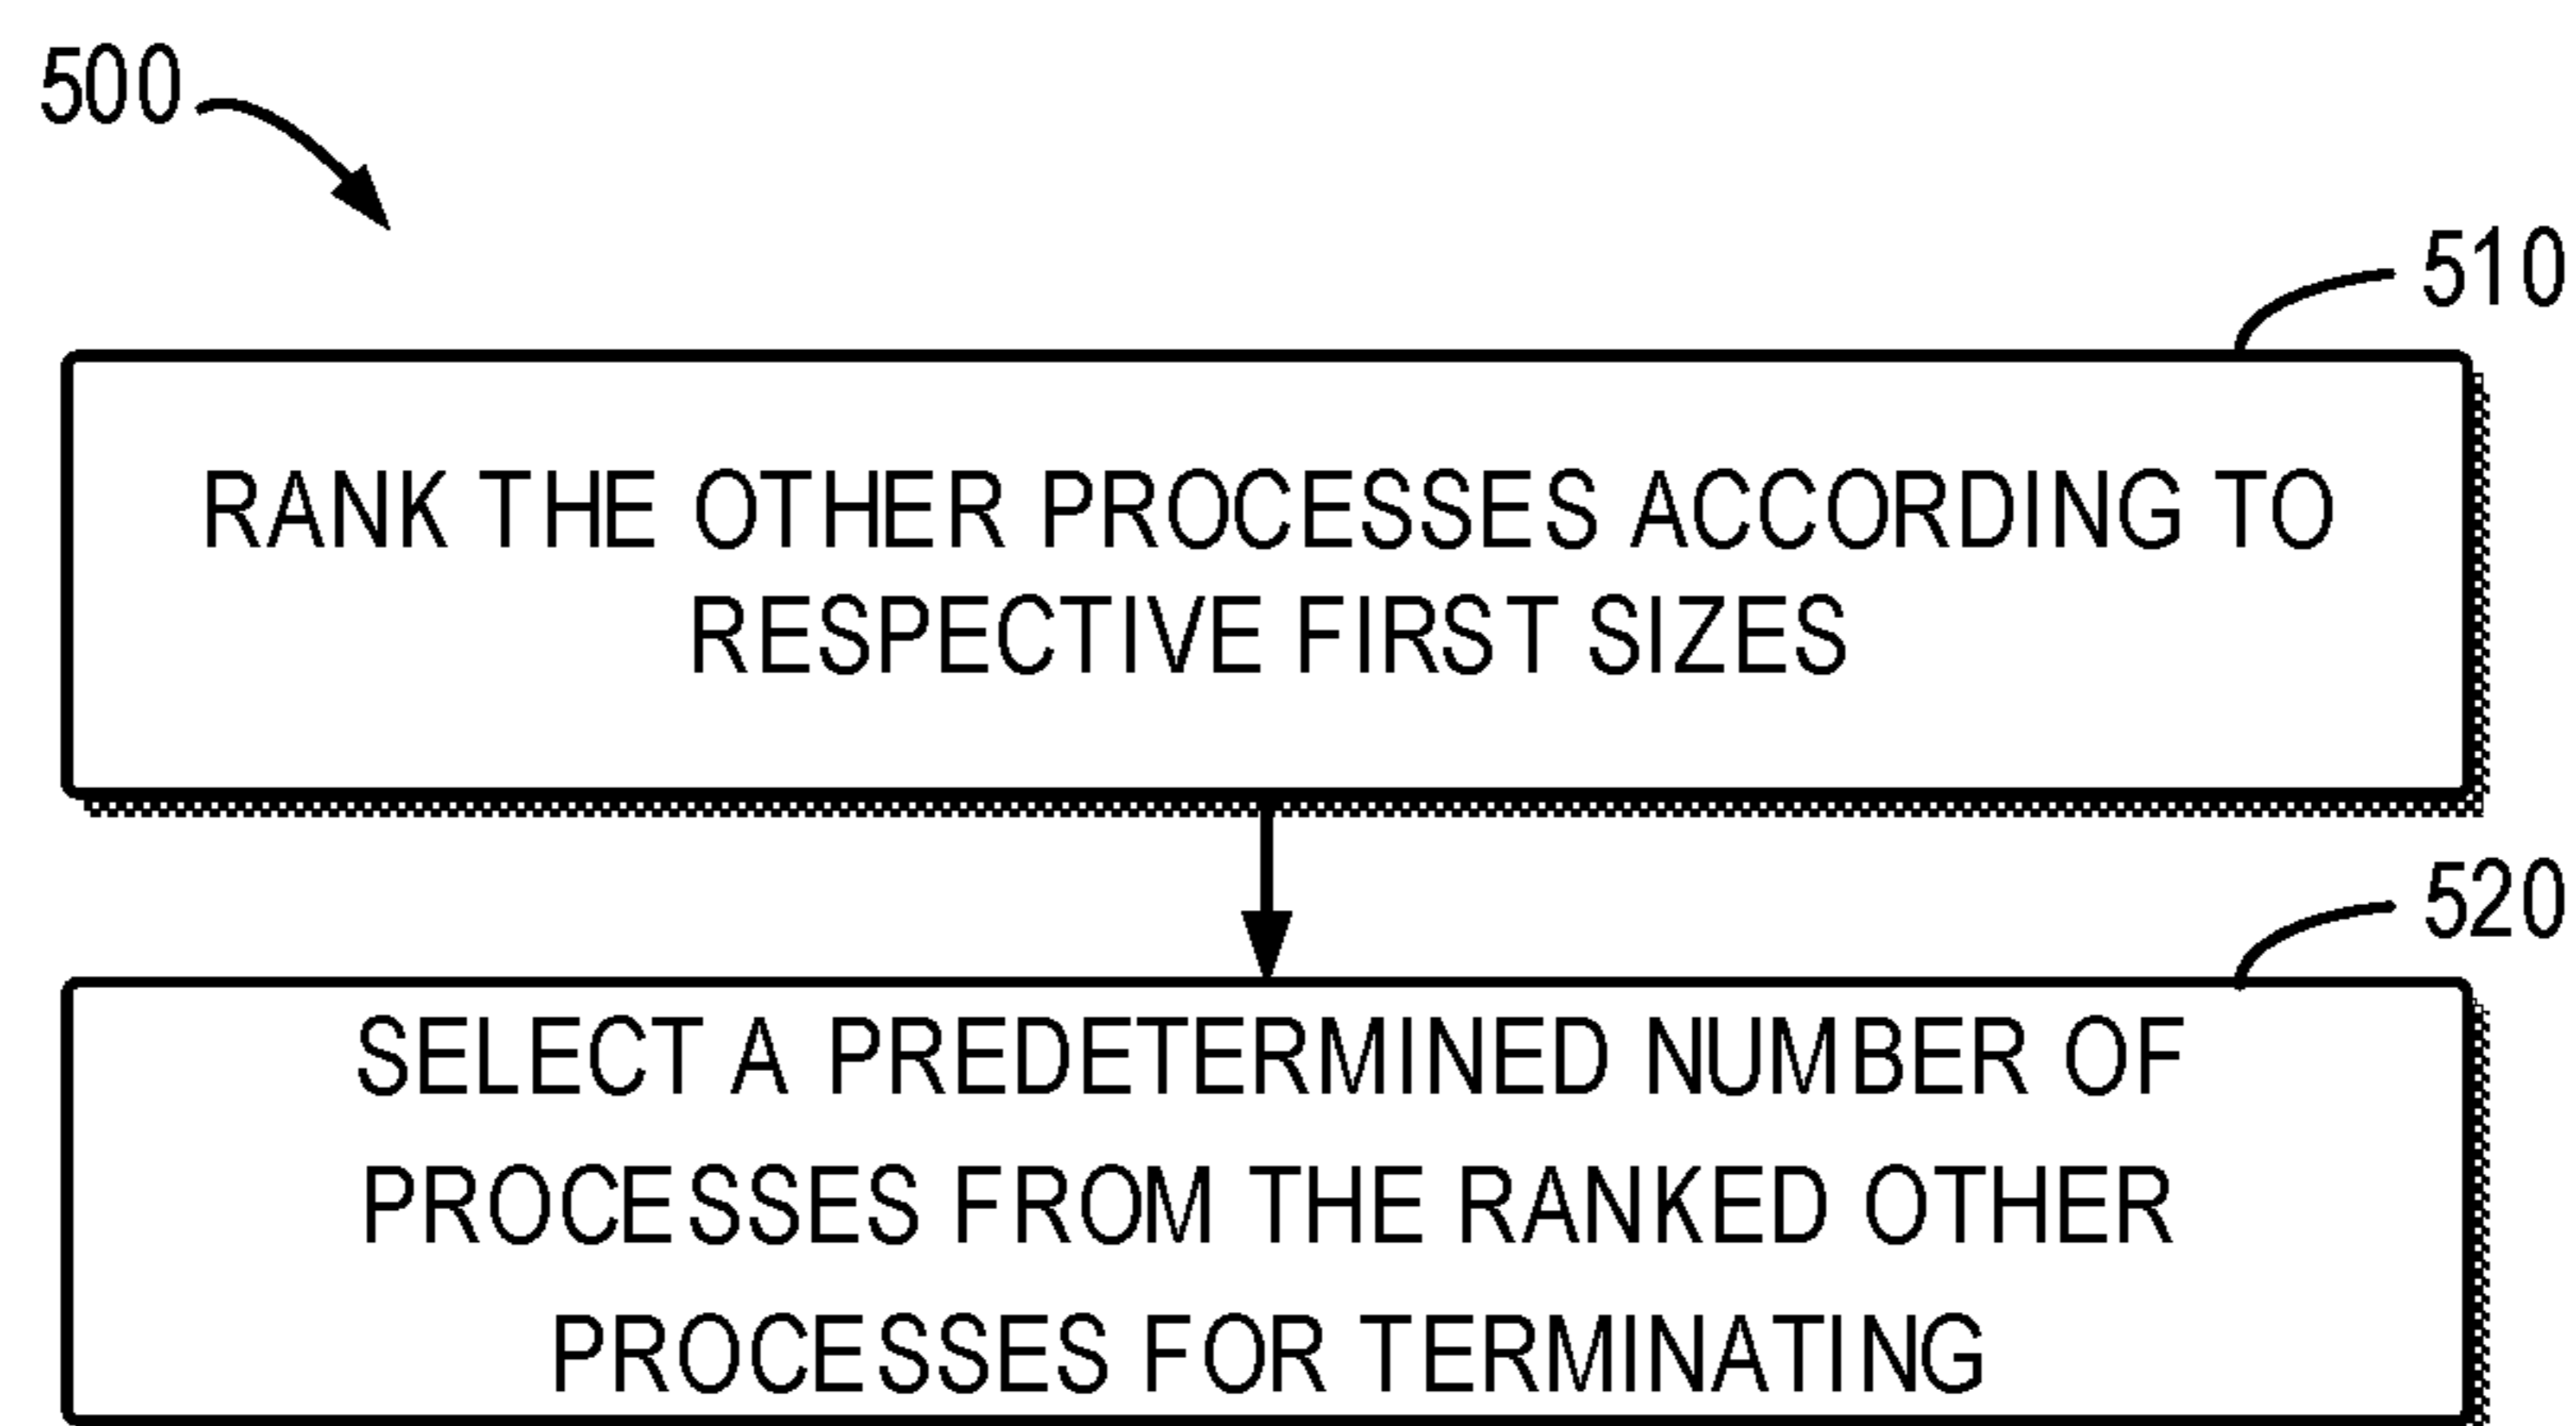 500
510
RANK THE OTHER PROCESSES ACCORDING TO
RESPECTIVE FIRST SIZES
520
SELECT A PREDETERMINED NUMBER OF
PROCESSES FROM THE RANKED OTHER
PROCESSES FOR TERMINATING